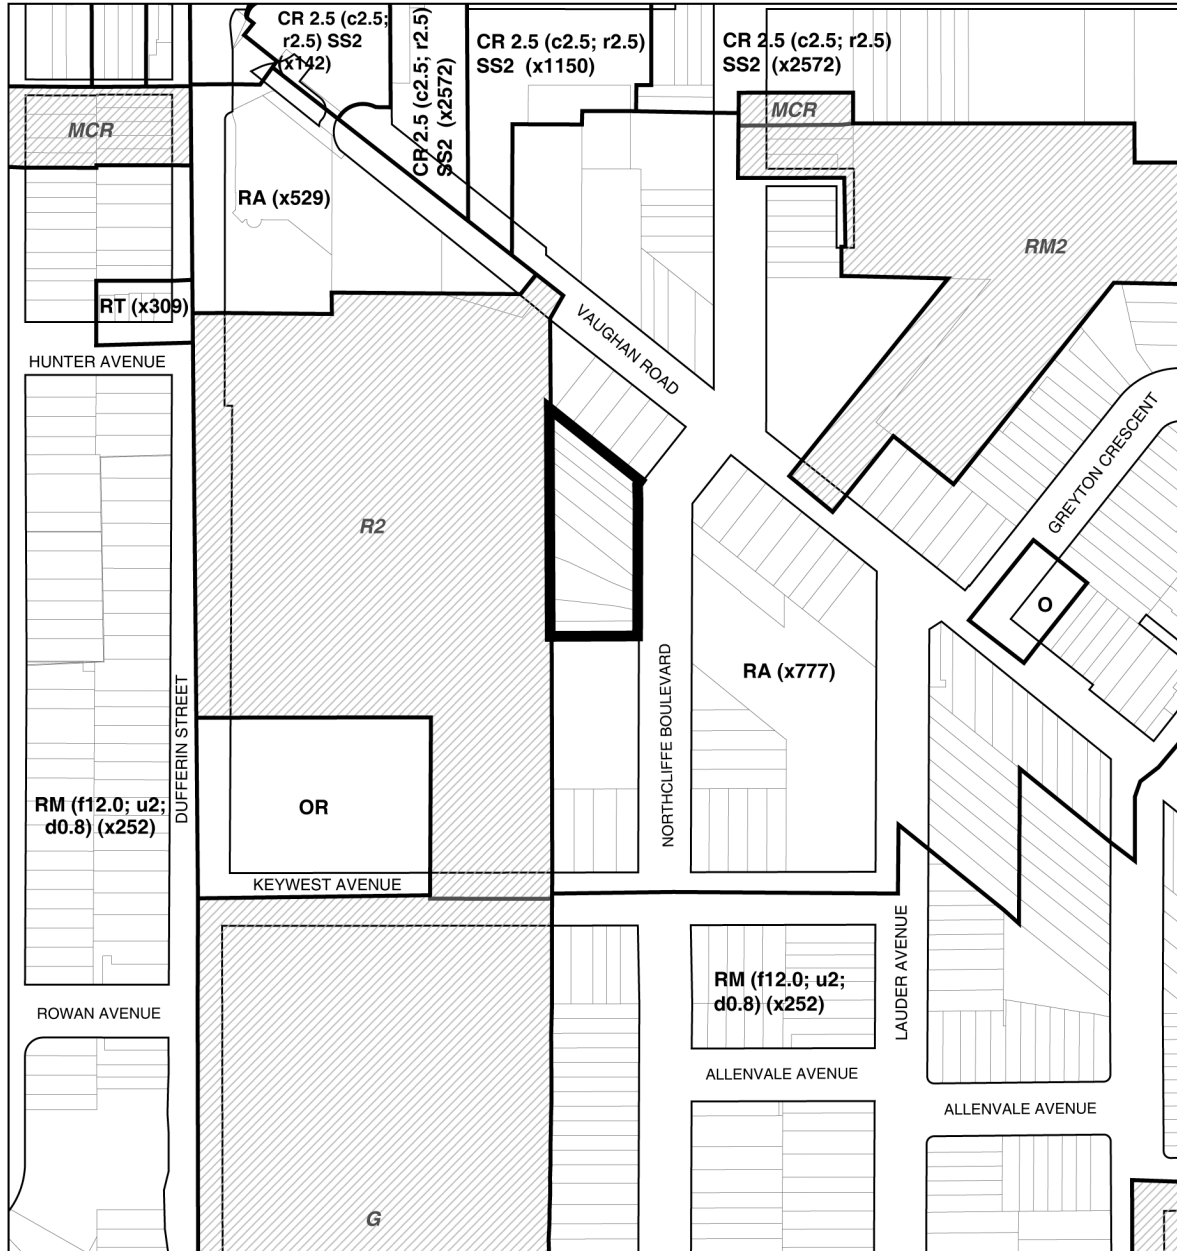 CR 2.5 (c2.5;
r2.5) SS2
(x142)
CR 2.5 (c2.5; r2.5)
SS2 (x2572)
CR 2.5 (c2.5; r2.5)
SS2 (x1150)
CR 2.5 (c2.5; r2.5)
SS2 (x2572)
MCR
MCR
RA (x529)
RM2
RT (x309)
VAUGHAN ROAD
HUNTER AVENUE
GREYTON CRESCENT
R2
O
RA (x777)
DUFFERIN STREET
NORTHCLIFFE BOULEVARD
RM (f12.0; u2;
d0.8) (x252)
OR
KEYWEST AVENUE
LAUDER AVENUE
RM (f12.0; u2;
d0.8) (x252)
ROWAN AVENUE
ALLENVALE AVENUE
ALLENVALE AVENUE
G